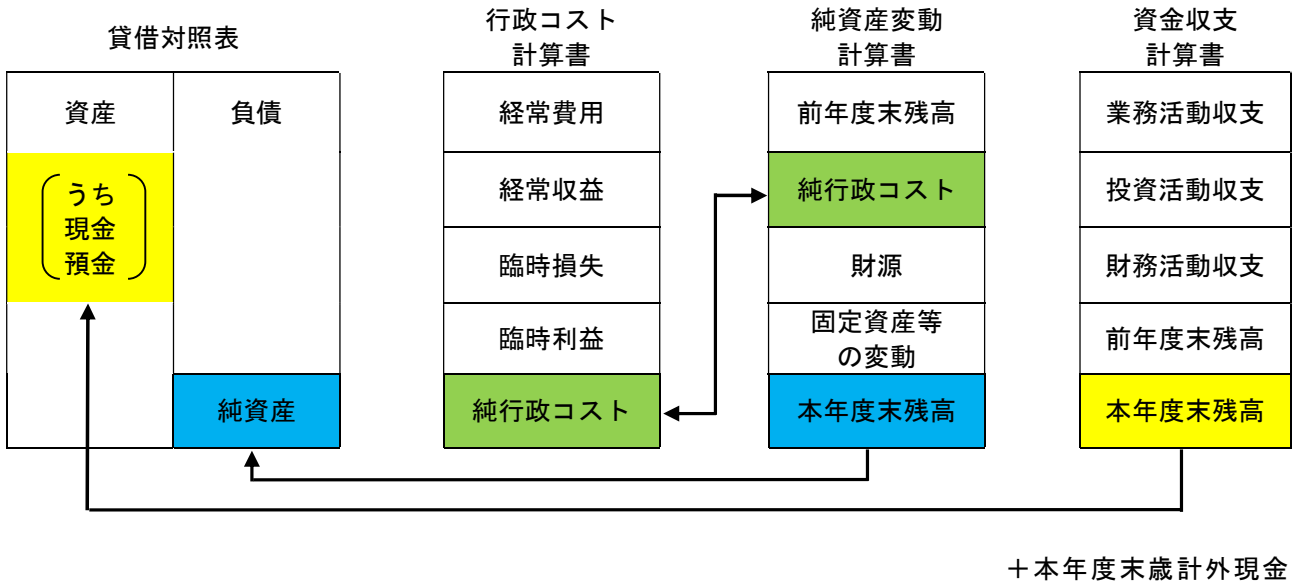 貸借対照表
資産
負債
うち
現金
預金
純資産
行政コスト
計算書
経常費用
経常収益
臨時損失
臨時利益
純行政コスト
純資産変動
計算書
前年度末残高
純行政コスト
財源
固定資産等
の変動
本年度末残高
資金収支
計算書
業務活動収支
投資活動収支
財務活動収支
前年度末残高
本年度末残高
＋本年度末歳計外現金